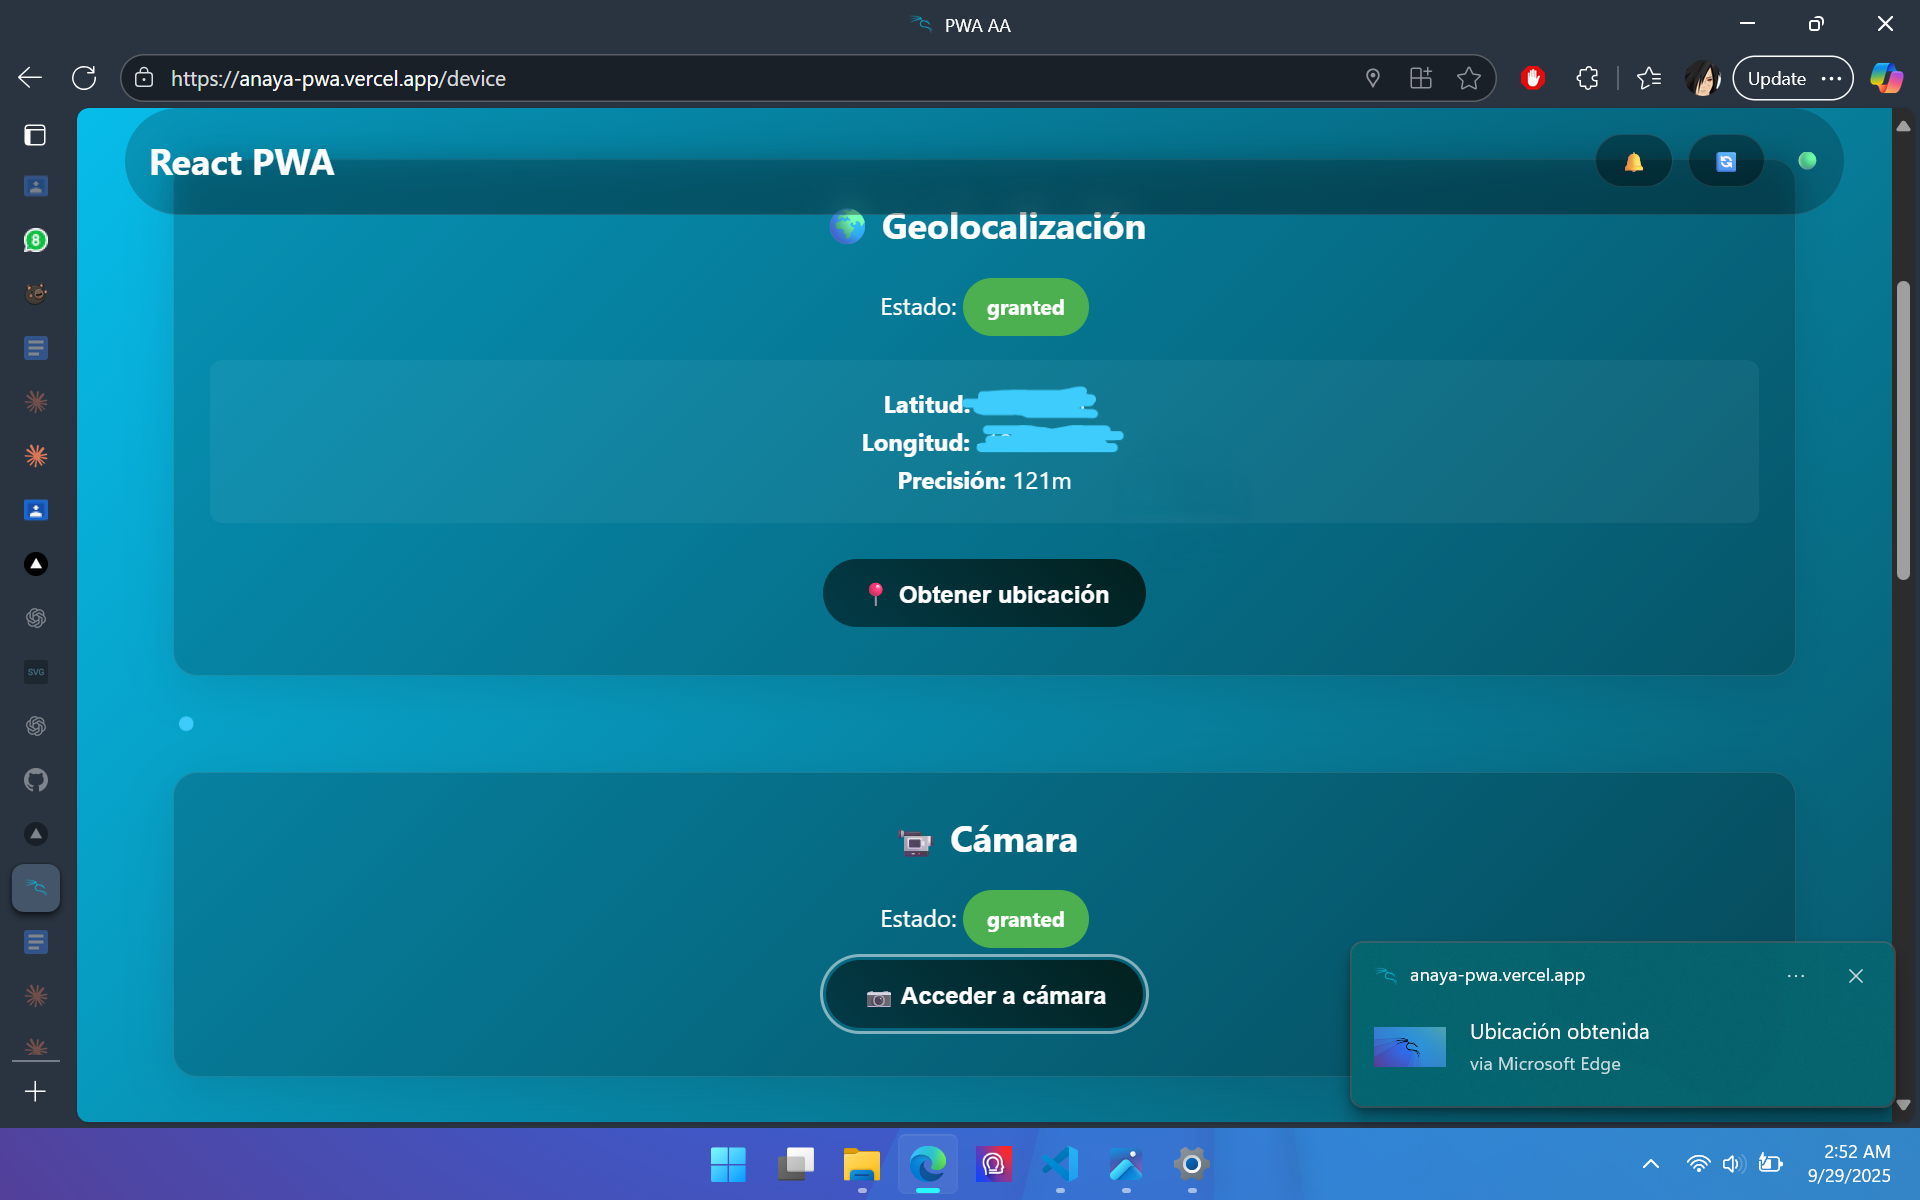 PWA AA
https://anaya-pwa.vercel.app/device
Update
React PWA
Geolocalización
Estado: granted
Latitud:
Longitud:
Precisión: 121m
Obtener ubicación
Cámara
Estado: granted
Acceder a cámara
anaya-pwa.vercel.app
Ubicación obtenida
via Microsoft Edge
8
SVG
2:52 AM
9/29/2025